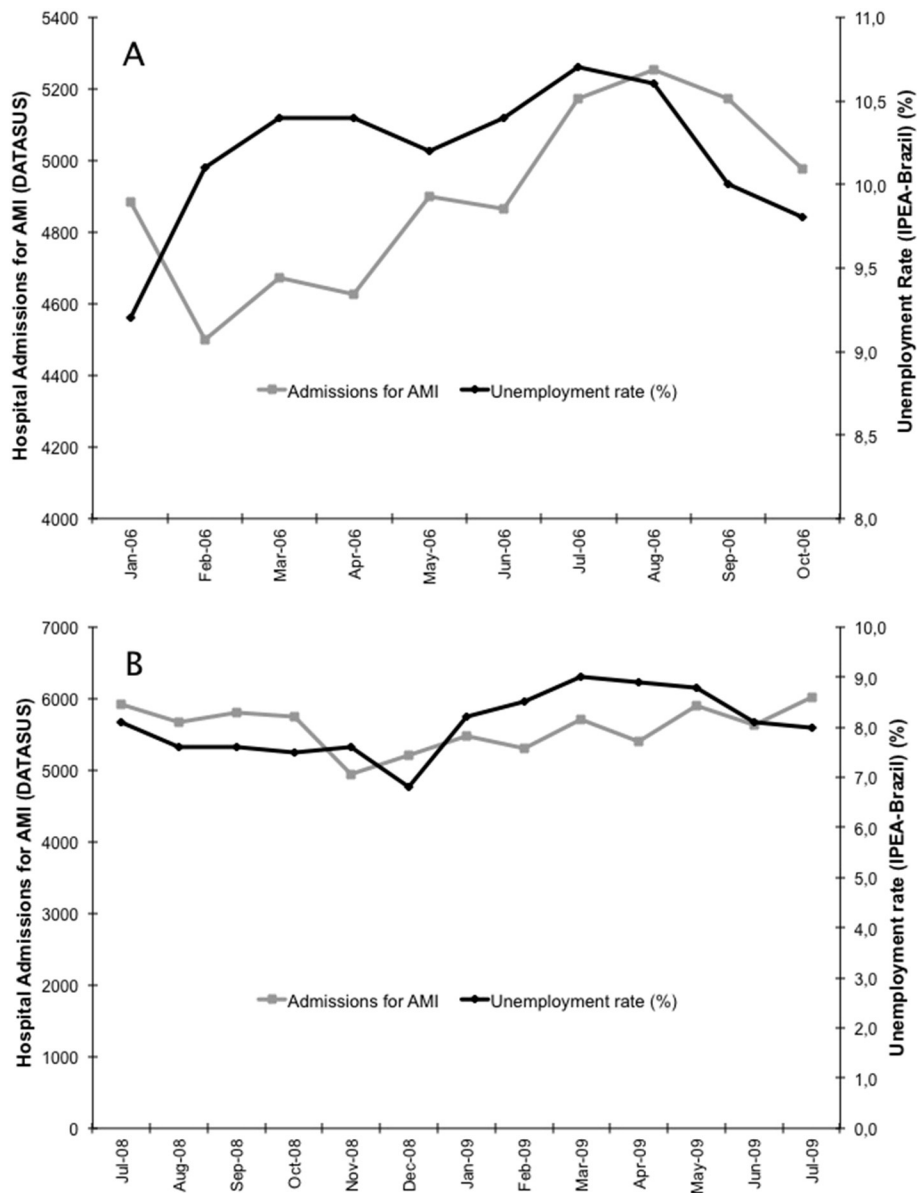 A
Hospital Admissions for AMI (DATASUS)
5400
5200
5000
4800
4600
4400
4200
4000
Unemployment Rate (IPEA-Brazil) (%)
11,0
10,5
10,0
9,5
9,0
8,5
8,0
Admissions for AMI
Unemployment rate (%)
Jan-06
Feb-06
Mar-06
Apr-06
May-06
Jun-06
Jul-06
Aug-06
Sep-06
Oct-06
B
Hospital Admissions for AMI (DATASUS)
7000
6000
5000
4000
3000
2000
1000
0
Unemployment rate (IPEA-Brazil) (%)
10,0
9,0
8,0
7,0
6,0
5,0
4,0
3,0
2,0
1,0
0,0
Admissions for AMI
Unemployment rate (%)
Jul-08
Aug-08
Sep-08
Oct-08
Nov-08
Dec-08
Jan-09
Feb-09
Mar-09
Apr-09
May-09
Jun-09
Jul-09